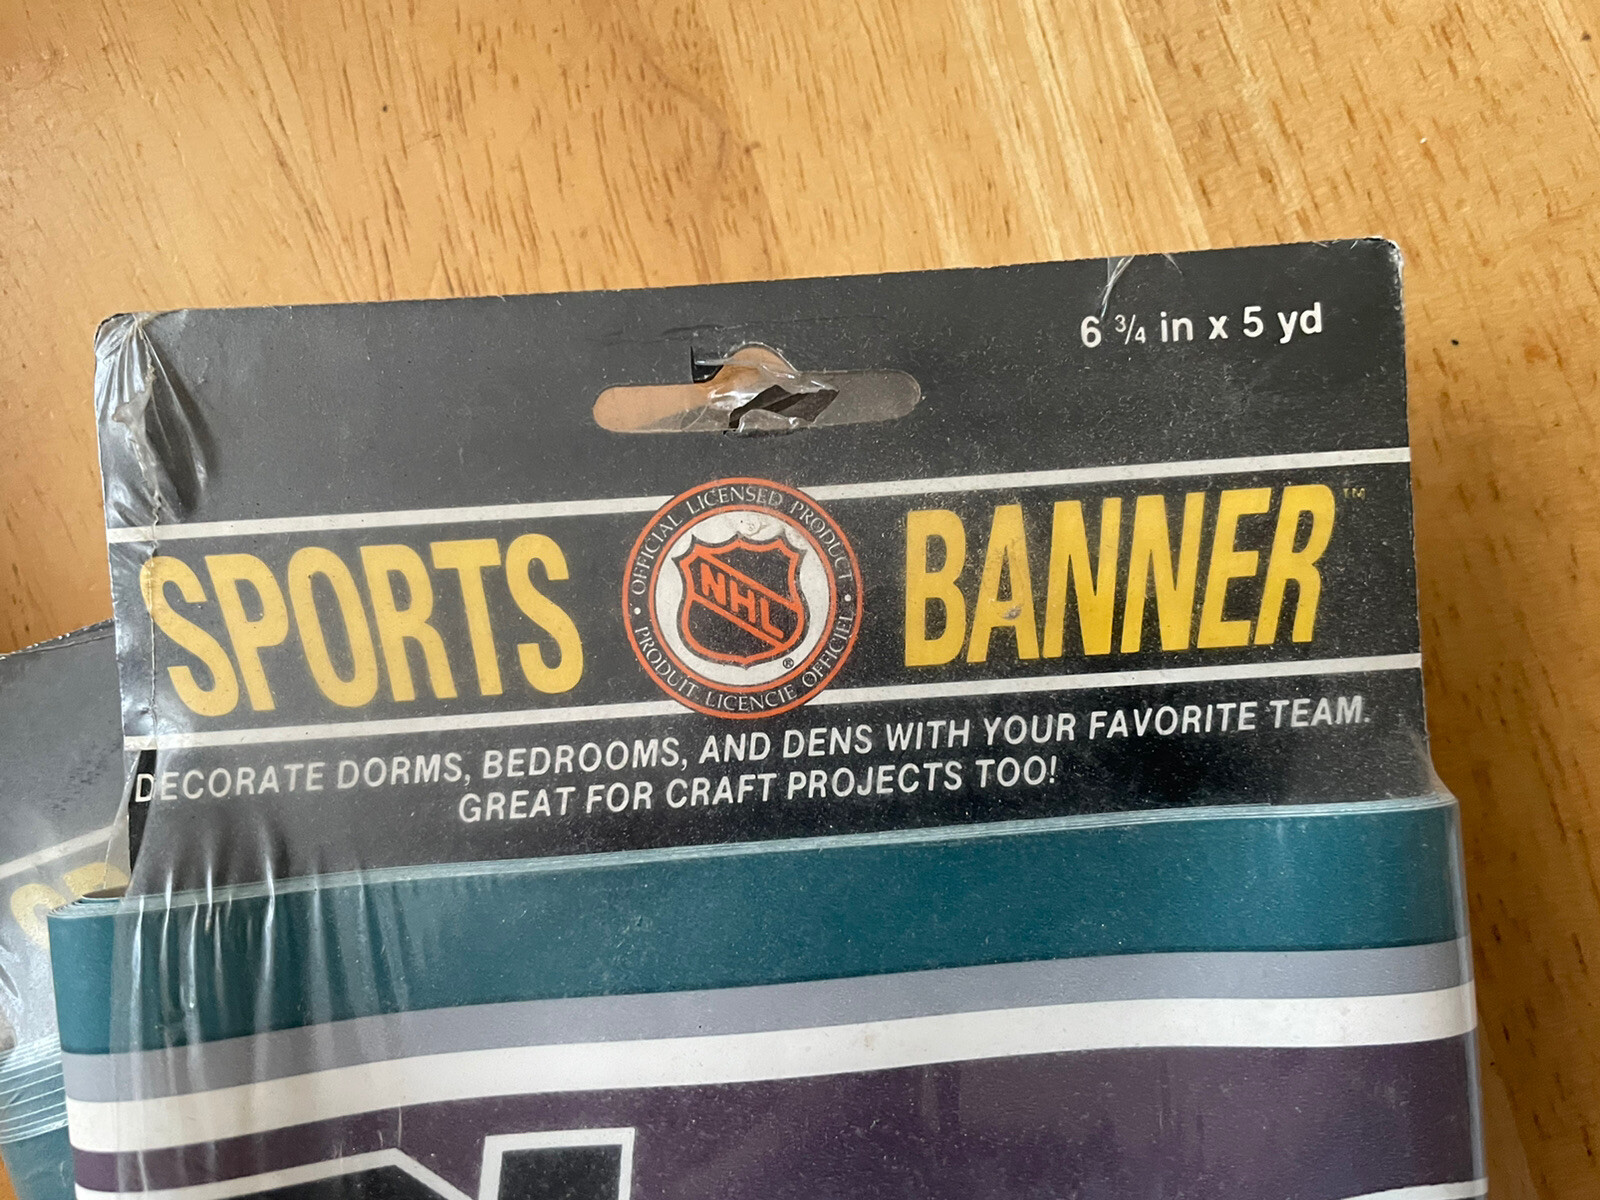 6 3/4 in x 5 yd
SPORTS BANNER™
OFFICIAL LICENSED PRODUCT
NHL ®
• PRODUIT LICENCIE OFFICIEL •
DECORATE DORMS, BEDROOMS, AND DENS WITH YOUR FAVORITE TEAM.
GREAT FOR CRAFT PROJECTS TOO!